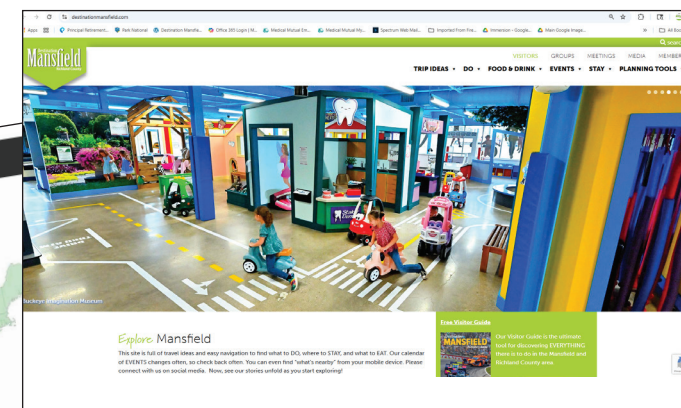 destinationmansfield.com
Apps
Principal Retirement...
Park National
Destination Mansfie...
Office 365 Login | M...
Medical Mutual Em...
Medical Mutual My...
Spectrum Web Mail...
Imported From Fire...
Immersion - Google...
Main Google Image...
»
All Boo
Destination
Mansfield
VISITORS GROUPS MEETINGS MEDIA MEMBER
TRIP IDEAS DO FOOD & DRINK EVENTS STAY PLANNING TOOLS
uckeye Imagination Museum
Explore Mansfield
This site is full of travel ideas and easy navigation to find what to DO, where to STAY, and what to EAT. Our calendar
of EVENTS changes often, so check back often. You can even find "what's nearby" from your mobile device. Please
connect with us on social media. Now, see our stories unfold as you start exploring!
Free Visitor Guide
MANSFIELD
Our Visitor Guide is the ultimate
tool for discovering EVERYTHING
there is to do in the Mansfield and
Richland County area.